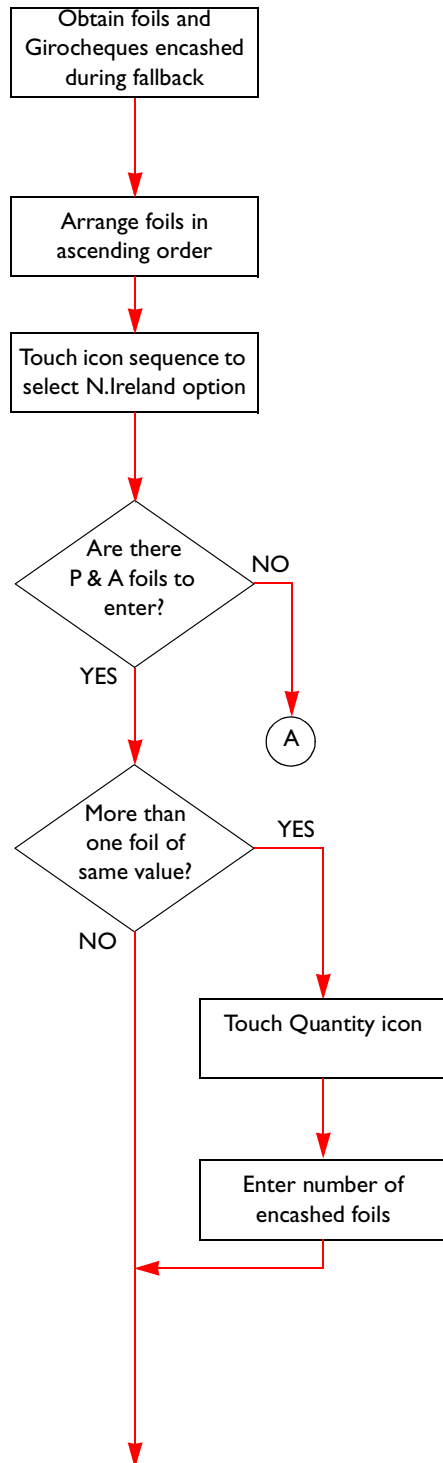 Obtain foils and
Girocheques encashed
during fallback
Arrange foils in
ascending order
Touch icon sequence to
select N.Ireland option
Are there
P & A foils to
enter?
NO
YES
A
More than
one foil of
same value?
YES
NO
Touch Quantity icon
Enter number of
encashed foils